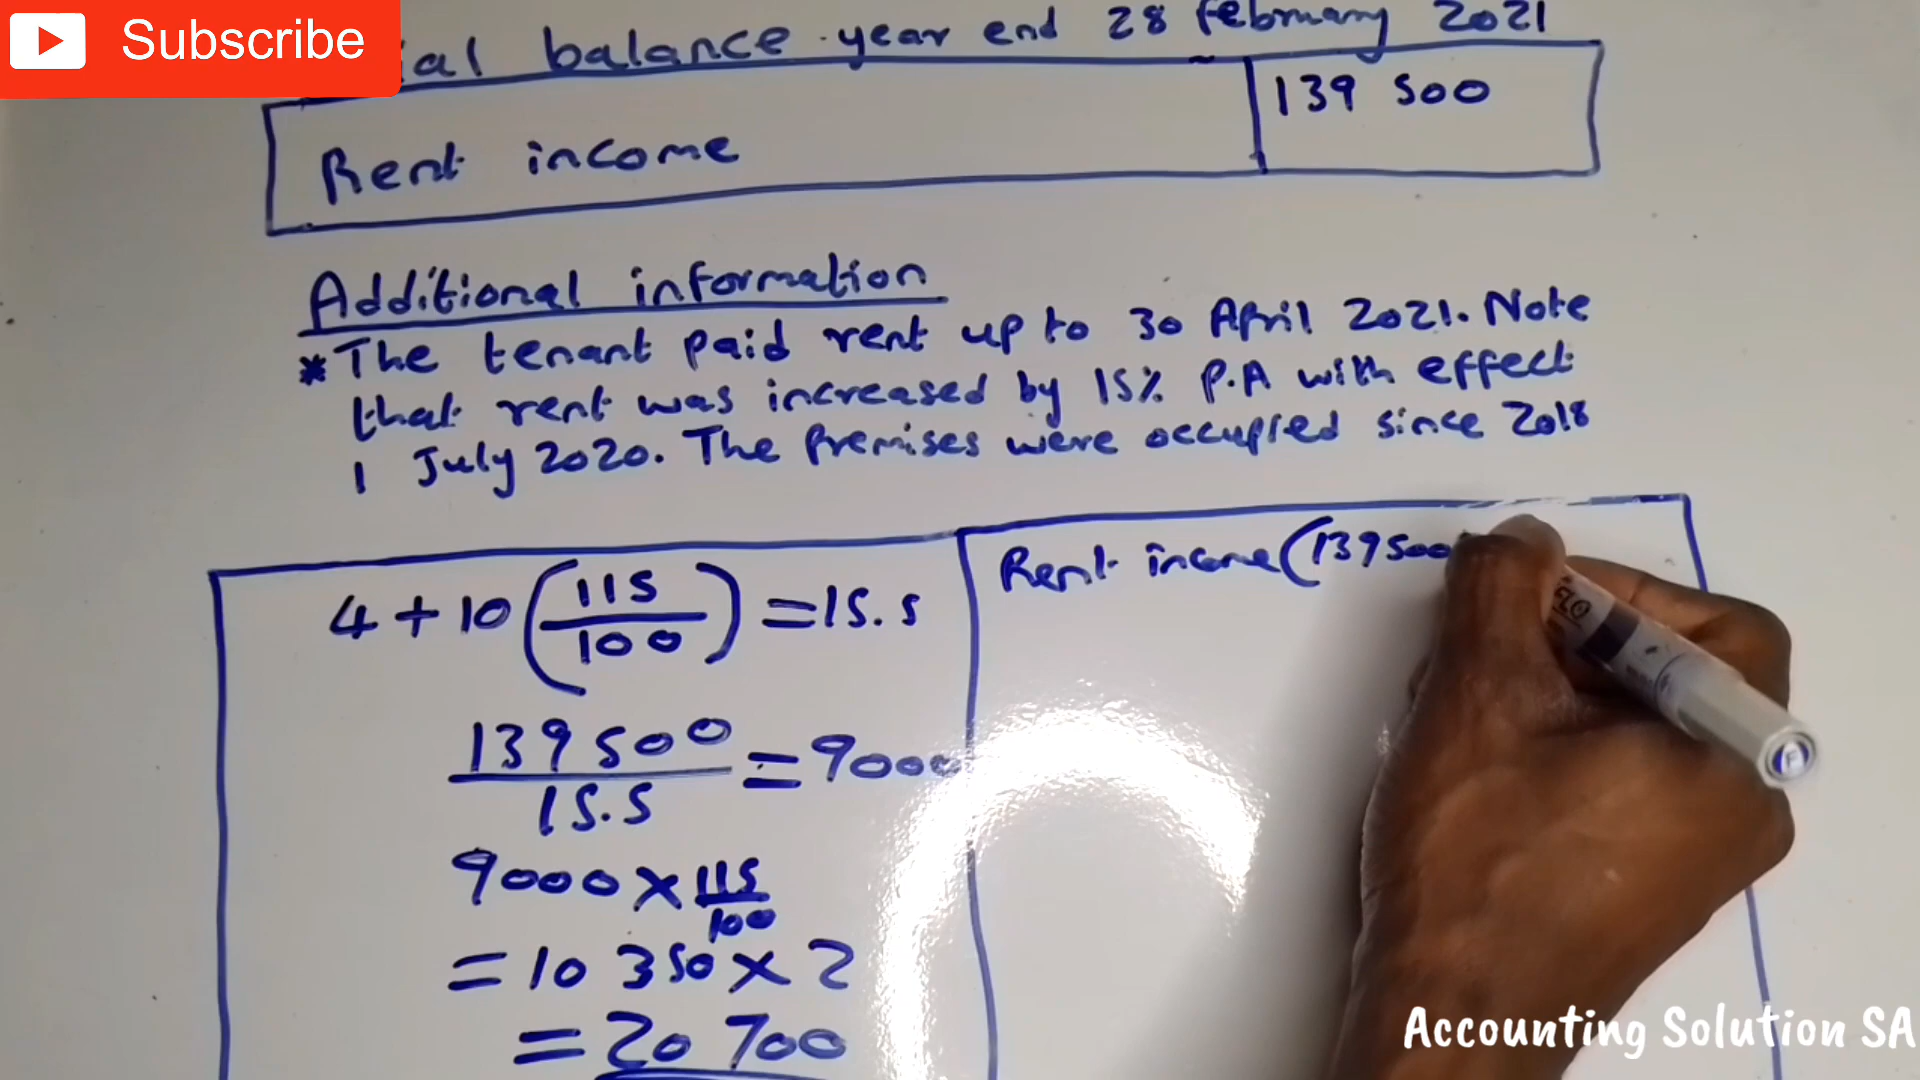 Subscribe
ial balance year end 28 february 2021
Rent income 139 500
Additional information
*The tenant paid rent up to 30 April 2021. Note
that rent was increased by 15% P.A with effect
1 July 2020. The premises were occupied since 2018
4 + 10 (115/100) = 15.5
Rent income (139500
139 500/15.5 = 9000
9000 x 115/100
= 10 350 x 2
= 20 700
Accounting Solution SA